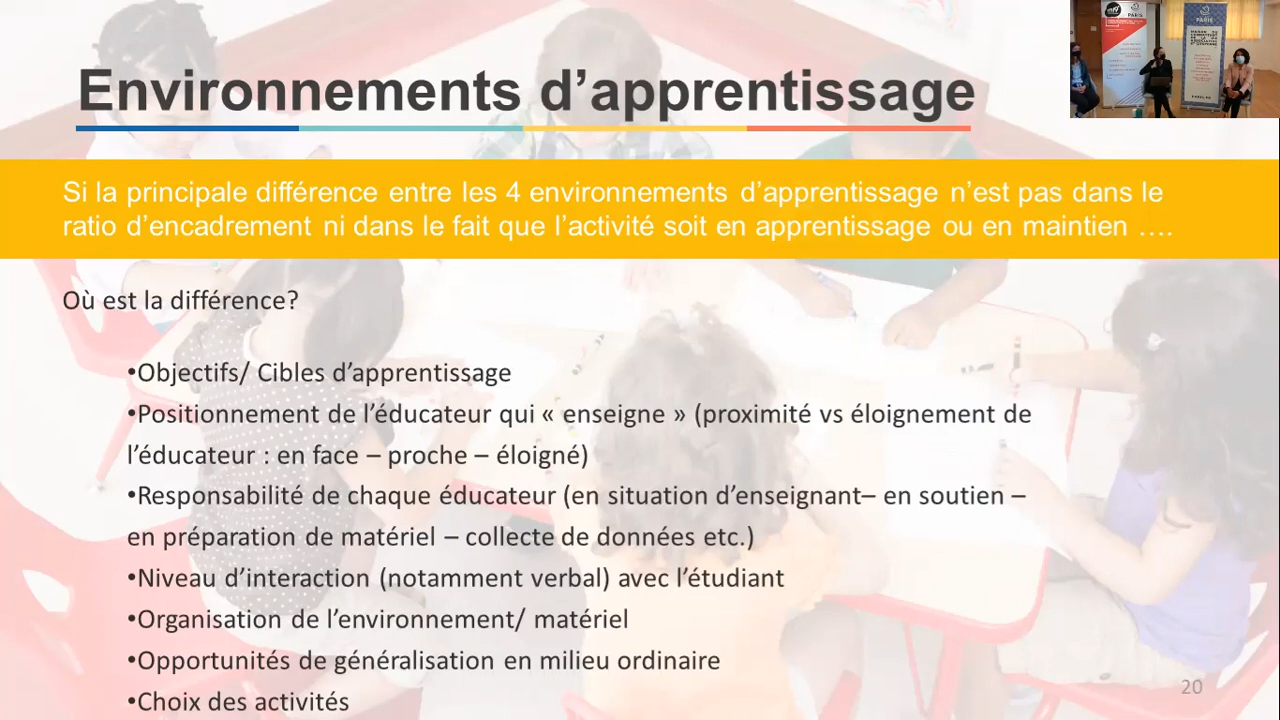 Environnements d’apprentissage
PARIS
PARIS
Si la principale différence entre les 4 environnements d’apprentissage n’est pas dans le
ratio d’encadrement ni dans le fait que l’activité soit en apprentissage ou en maintien ….
Où est la différence?
•Objectifs/ Cibles d’apprentissage
•Positionnement de l’éducateur qui « enseigne » (proximité vs éloignement de
l’éducateur : en face – proche – éloigné)
•Responsabilité de chaque éducateur (en situation d’enseignant– en soutien –
en préparation de matériel – collecte de données etc.)
•Niveau d’interaction (notamment verbal) avec l’étudiant
•Organisation de l’environnement/ matériel
•Opportunités de généralisation en milieu ordinaire
•Choix des activités
20